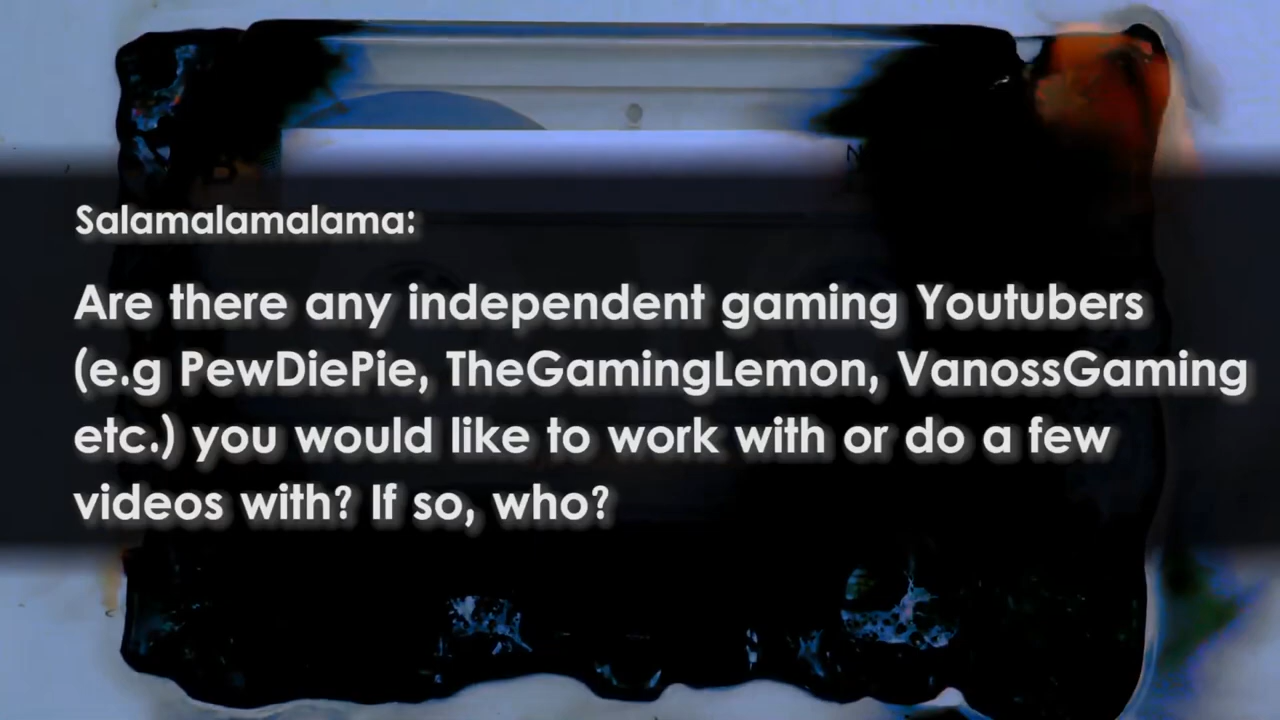 Salamalamalama:
Are there any independent gaming Youtubers
(e.g PewDiePie, TheGamingLemon, VanossGaming
etc.) you would like to work with or do a few
videos with? If so, who?